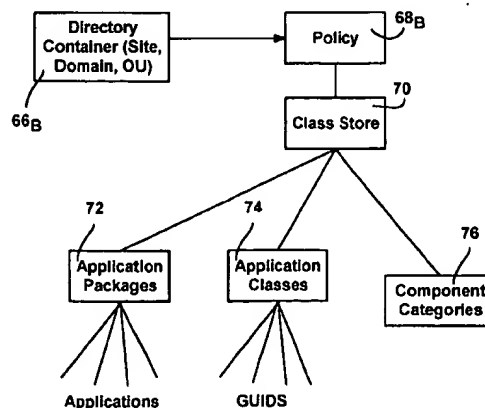 Directory
Container (Site,
Domain, OU)
66B
Policy
68B
70
Class Store
72
Application
Packages
74
Application
Classes
76
Component
Categories
Applications
GUIDS